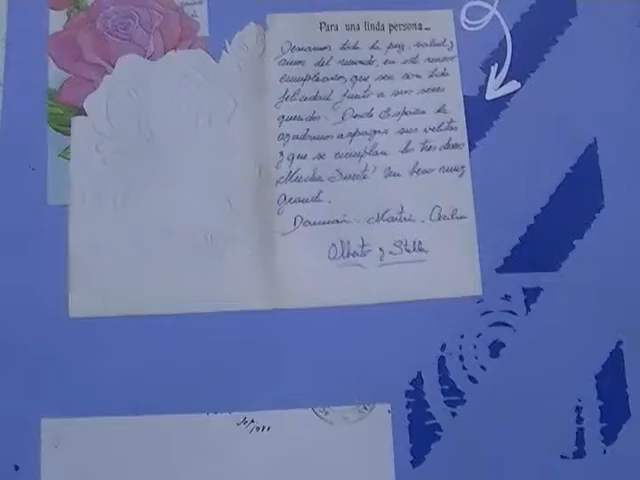 Para una linda persona...
Deseamos toda la paz, salud y
amor del mundo, en este nuevo
cumpleaños, que sea con toda
felicidad junto a sus seres
queridos. Desde España la
ayudamos a apagar sus velitas
y que se cumplan los tres deseos
¡Mucha Suerte! Un beso muy
grande.
Damián - Martín - Cecilia
Alberto y Stella